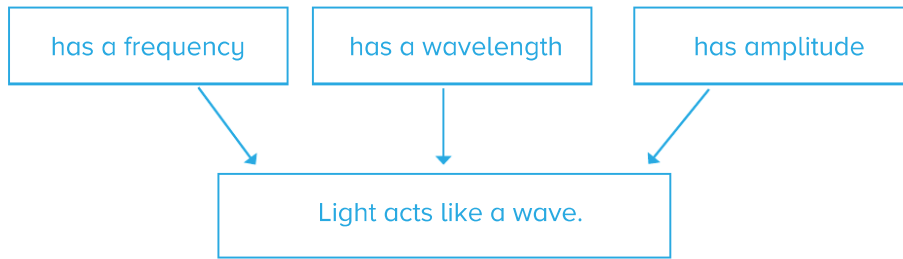 has a frequency
has a wavelength
has amplitude
Light acts like a wave.